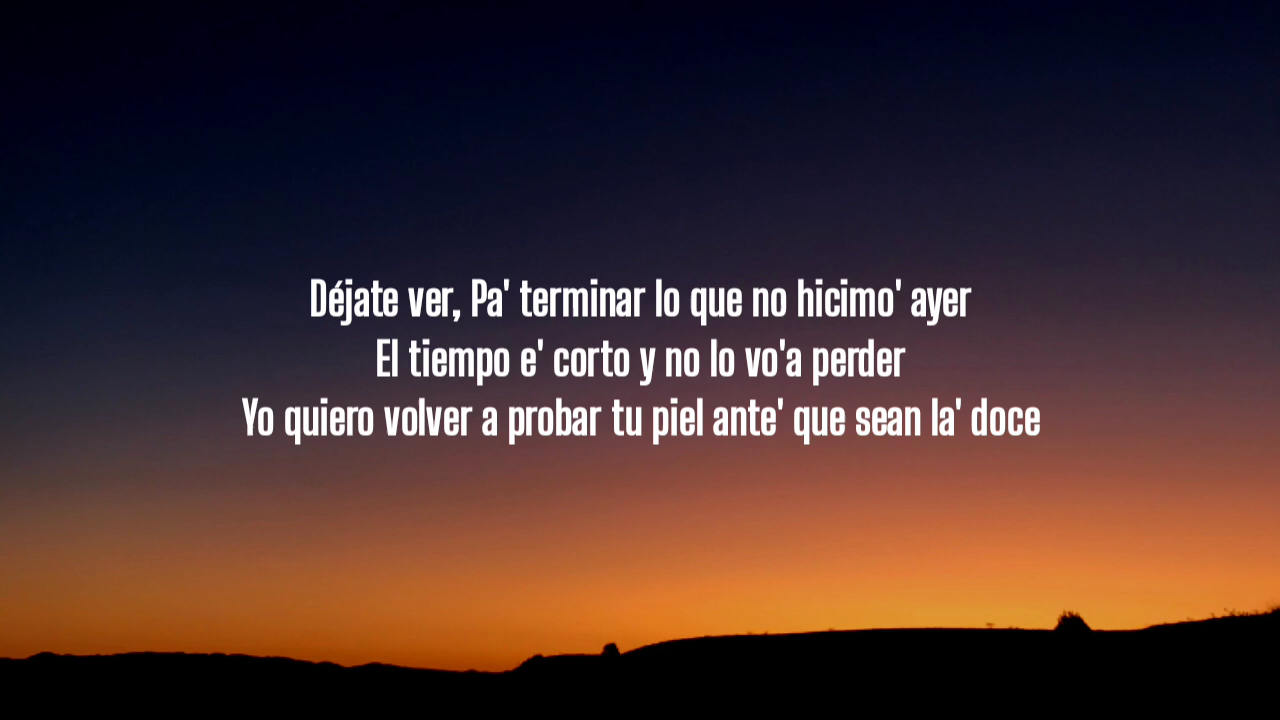 Déjate ver, Pa' terminar lo que no hicimo' ayer
El tiempo e' corto y no lo vo'a perder
Yo quiero volver a probar tu piel ante' que sean la' doce